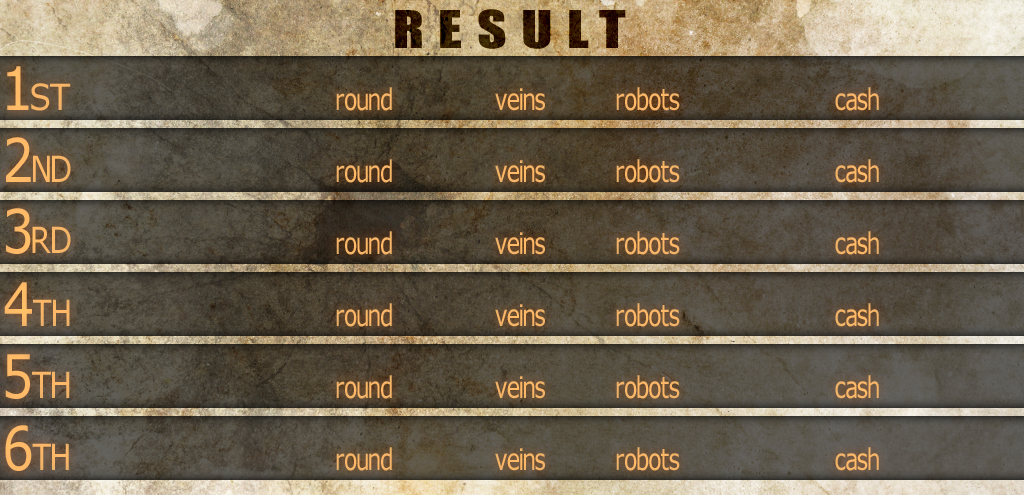 RESULT
1ST round veins robots cash
2ND round veins robots cash
3RD round veins robots cash
4TH round veins robots cash
5TH round veins robots cash
6TH round veins robots cash